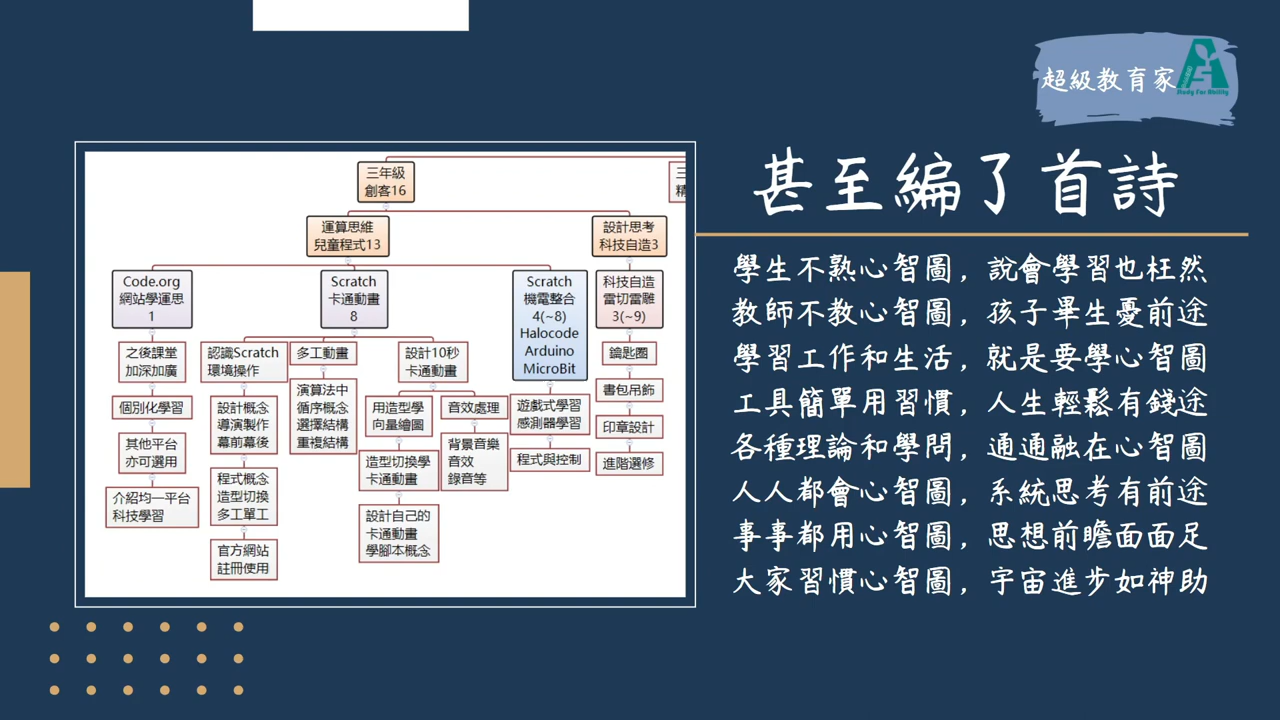 超級教育家
Ready For Ability
甚至編了首詩
學生不熟心智圖，說會學習也枉然
教師不教心智圖，孩子畢生憂前途
學習工作和生活，就是要學心智圖
工具簡單用習慣，人生輕鬆有錢途
各種理論和學問，通通融在心智圖
人人都會心智圖，系統思考有前途
事事都用心智圖，思想前瞻面面足
大家習慣心智圖，宇宙進步如神助
三年級
創客16
三
精
運算思維
兒童程式13
設計思考
科技自造3
Code.org
網站學運思
1
Scratch
卡通動畫
8
Scratch
機電整合
4(~8)
Halocode
Arduino
MicroBit
科技自造
雷切雷雕
3(~9)
之後課堂
加深加廣
個別化學習
其他平台
亦可選用
介紹均一平台
科技學習
認識Scratch
環境操作
設計概念
導演製作
幕前幕後
程式概念
造型切換
多工單工
官方網站
註冊使用
多工動畫
演算法中
循序概念
選擇結構
重複結構
設計10秒
卡通動畫
用造型學
向量繪圖
造型切換學
卡通動畫
設計自己的
卡通動畫
學腳本概念
音效處理
背景音樂
音效
錄音等
遊戲式學習
感測器學習
程式與控制
鑰匙圈
書包吊飾
印章設計
進階選修